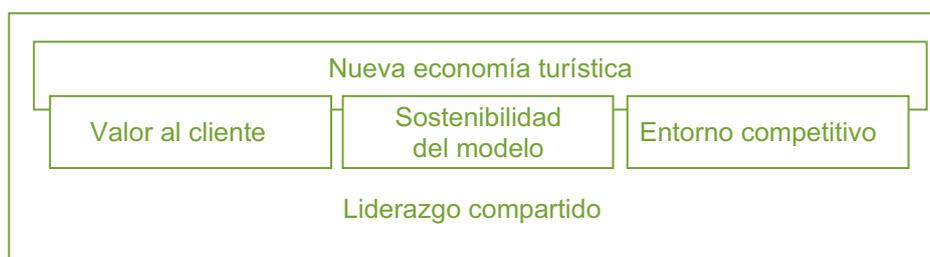 Nueva economía turística
Valor al cliente
Sostenibilidad
del modelo
Entorno competitivo
Liderazgo compartido